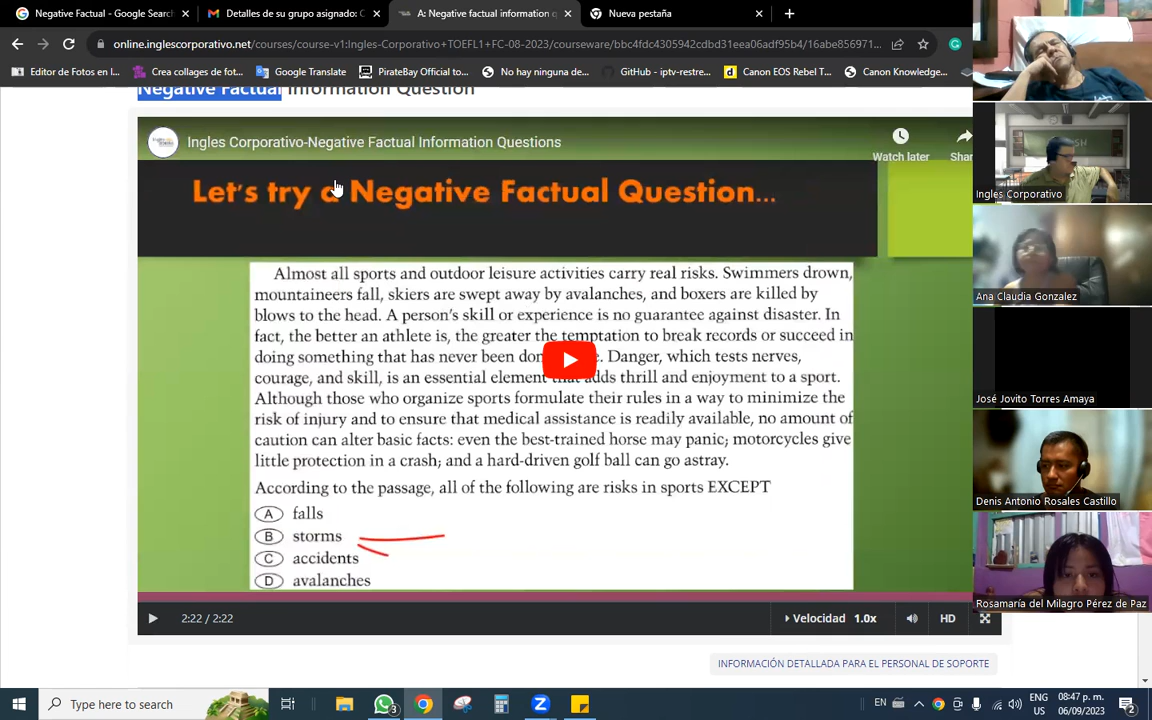 Negative Factual - Google Search
Detalles de su grupo asignado: C
A: Negative factual information q
Nueva pestaña
online.inglescorporativo.net/courses/course-v1:Ingles-Corporativo+TOEFL1+FC-08-2023/courseware/bbc4fdc4305942cdbd31eea06adf95b4/16abe856971...
Editor de Fotos en l...
Crea collages de fot...
Google Translate
PirateBay Official to...
No hay ninguna de...
GitHub - iptv-restre...
Canon EOS Rebel T...
Canon Knowledge...
Negative Factual Information Question
Ingles Corporativo-Negative Factual Information Questions
Watch later
Shar
Let's try a Negative Factual Question...
Almost all sports and outdoor leisure activities carry real risks. Swimmers drown,
mountaineers fall, skiers are swept away by avalanches, and boxers are killed by
blows to the head. A person's skill or experience is no guarantee against disaster. In
fact, the better an athlete is, the greater the temptation to break records or succeed in
doing something that has never been don e. Danger, which tests nerves,
courage, and skill, is an essential element that adds thrill and enjoyment to a sport.
Although those who organize sports formulate their rules in a way to minimize the
risk of injury and to ensure that medical assistance is readily available, no amount of
caution can alter basic facts: even the best-trained horse may panic; motorcycles give
little protection in a crash; and a hard-driven golf ball can go astray.
According to the passage, all of the following are risks in sports EXCEPT
A falls
B storms
C accidents
D avalanches
2:22 / 2:22
Velocidad 1.0x
HD
INFORMACIÓN DETALLADA PARA EL PERSONAL DE SOPORTE
Ingles Corporativo
Ana Claudia Gonzalez
José Jovito Torres Amaya
Denis Antonio Rosales Castillo
Rosamaría del Milagro Pérez de Paz
Type here to search
3
EN
ENG
US
08:47 p. m.
06/09/2023
2